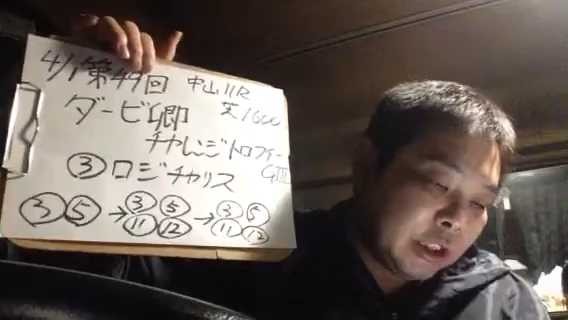 4/1 第49回 中山11R
ダービー卿 芝1600
チャレンジトロフィー
GIII
③ロジチャリス
③⑤→③⑤⑪⑫→③⑤⑪⑫